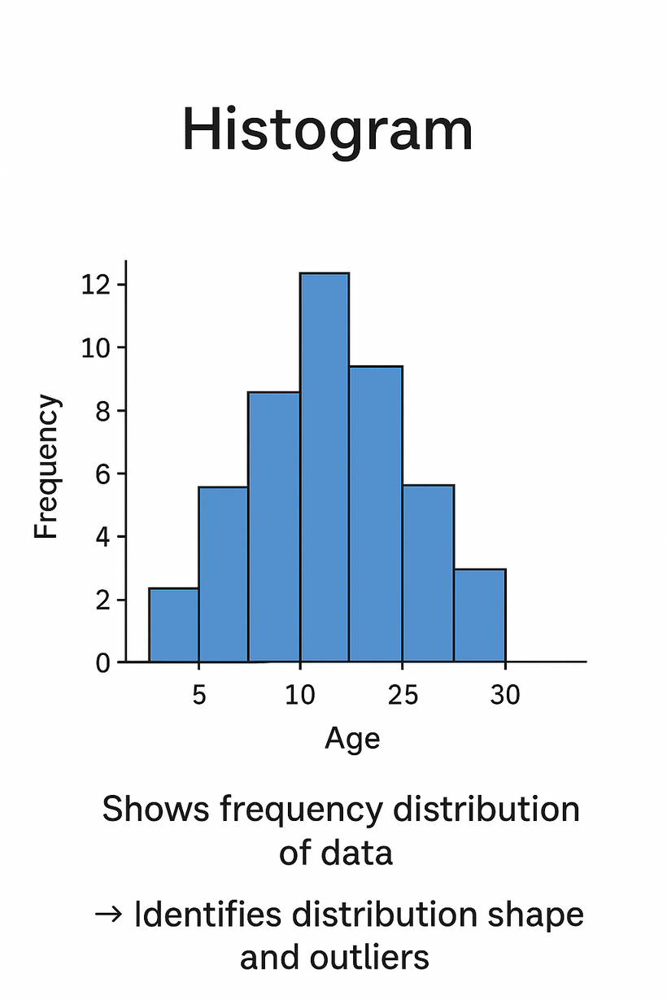 Histogram
12
10
8
6
4
2
0
Frequency
5 10 25 30
Age
Shows frequency distribution
of data
→ Identifies distribution shape
and outliers